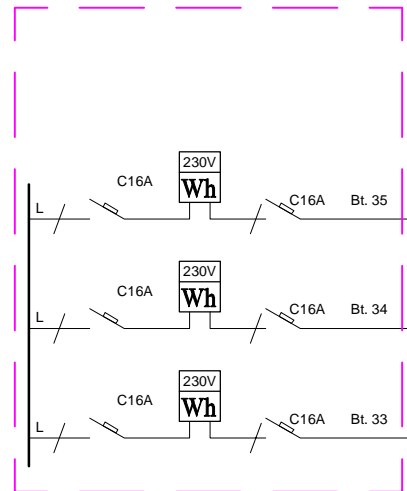 230V
C16A
Wh
L
C16A
Bt. 35
230V
C16A
Wh
L
C16A
Bt. 34
230V
C16A
Wh
L
C16A
Bt. 33